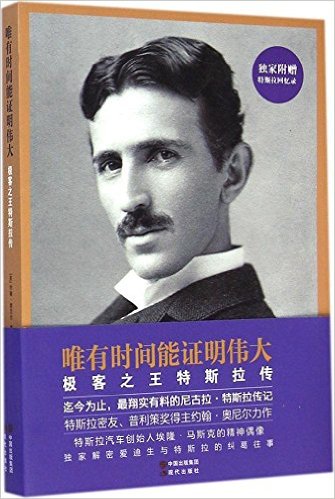 唯有时间能证明伟大
极客之王特斯拉传
独家附赠
特斯拉回忆录
唯有时间能证明伟大
极客之王特斯拉传
迄今为止，最翔实有料的尼古拉·特斯拉传记
特斯拉密友、普利策奖得主约翰·奥尼尔力作
特斯拉汽车创始人埃隆·马斯克的精神偶像
独家解密爱迪生与特斯拉的纠葛往事
中国出版集团
现代出版社